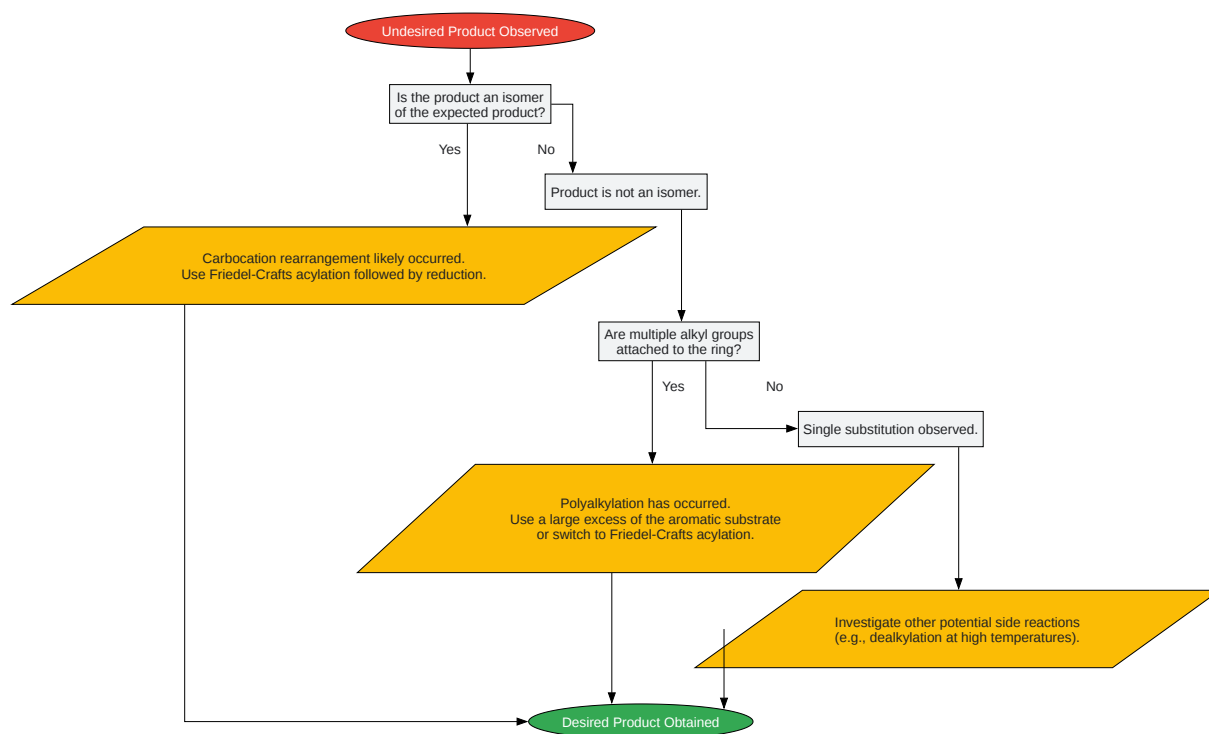 Undesired Product Observed
Is the product an isomer
of the expected product?
Yes
No
Product is not an isomer.
Carbocation rearrangement likely occurred.
Use Friedel-Crafts acylation followed by reduction.
Are multiple alkyl groups
attached to the ring?
Yes
No
Single substitution observed.
Polyalkylation has occurred.
Use a large excess of the aromatic substrate
or switch to Friedel-Crafts acylation.
Investigate other potential side reactions
(e.g., dealkylation at high temperatures).
Desired Product Obtained